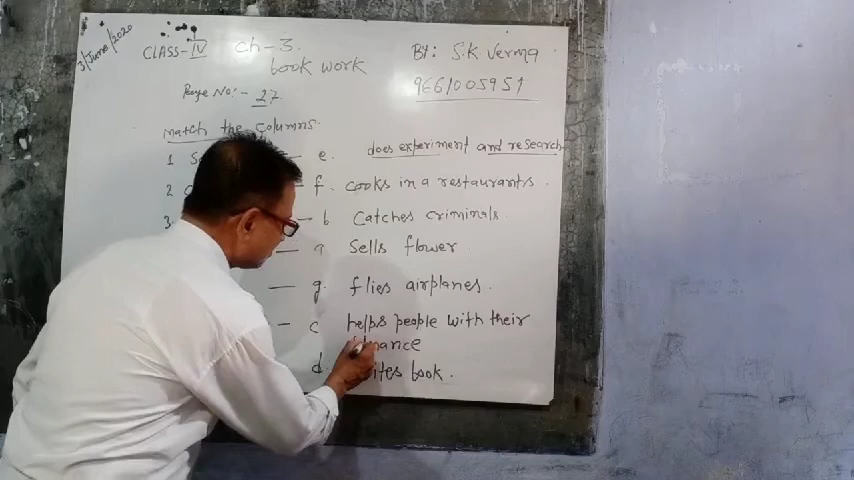 3/June/2020
CLASS-IV Ch-3. By: S.K Verma
book work 9661005951
Page No:- 27
Match the columns.
1 e. does experiment and research
2 f. cooks in a restaurants.
3. b catches criminals.
a sells flower.
g. flies airplanes.
c helps people with their
d. book.